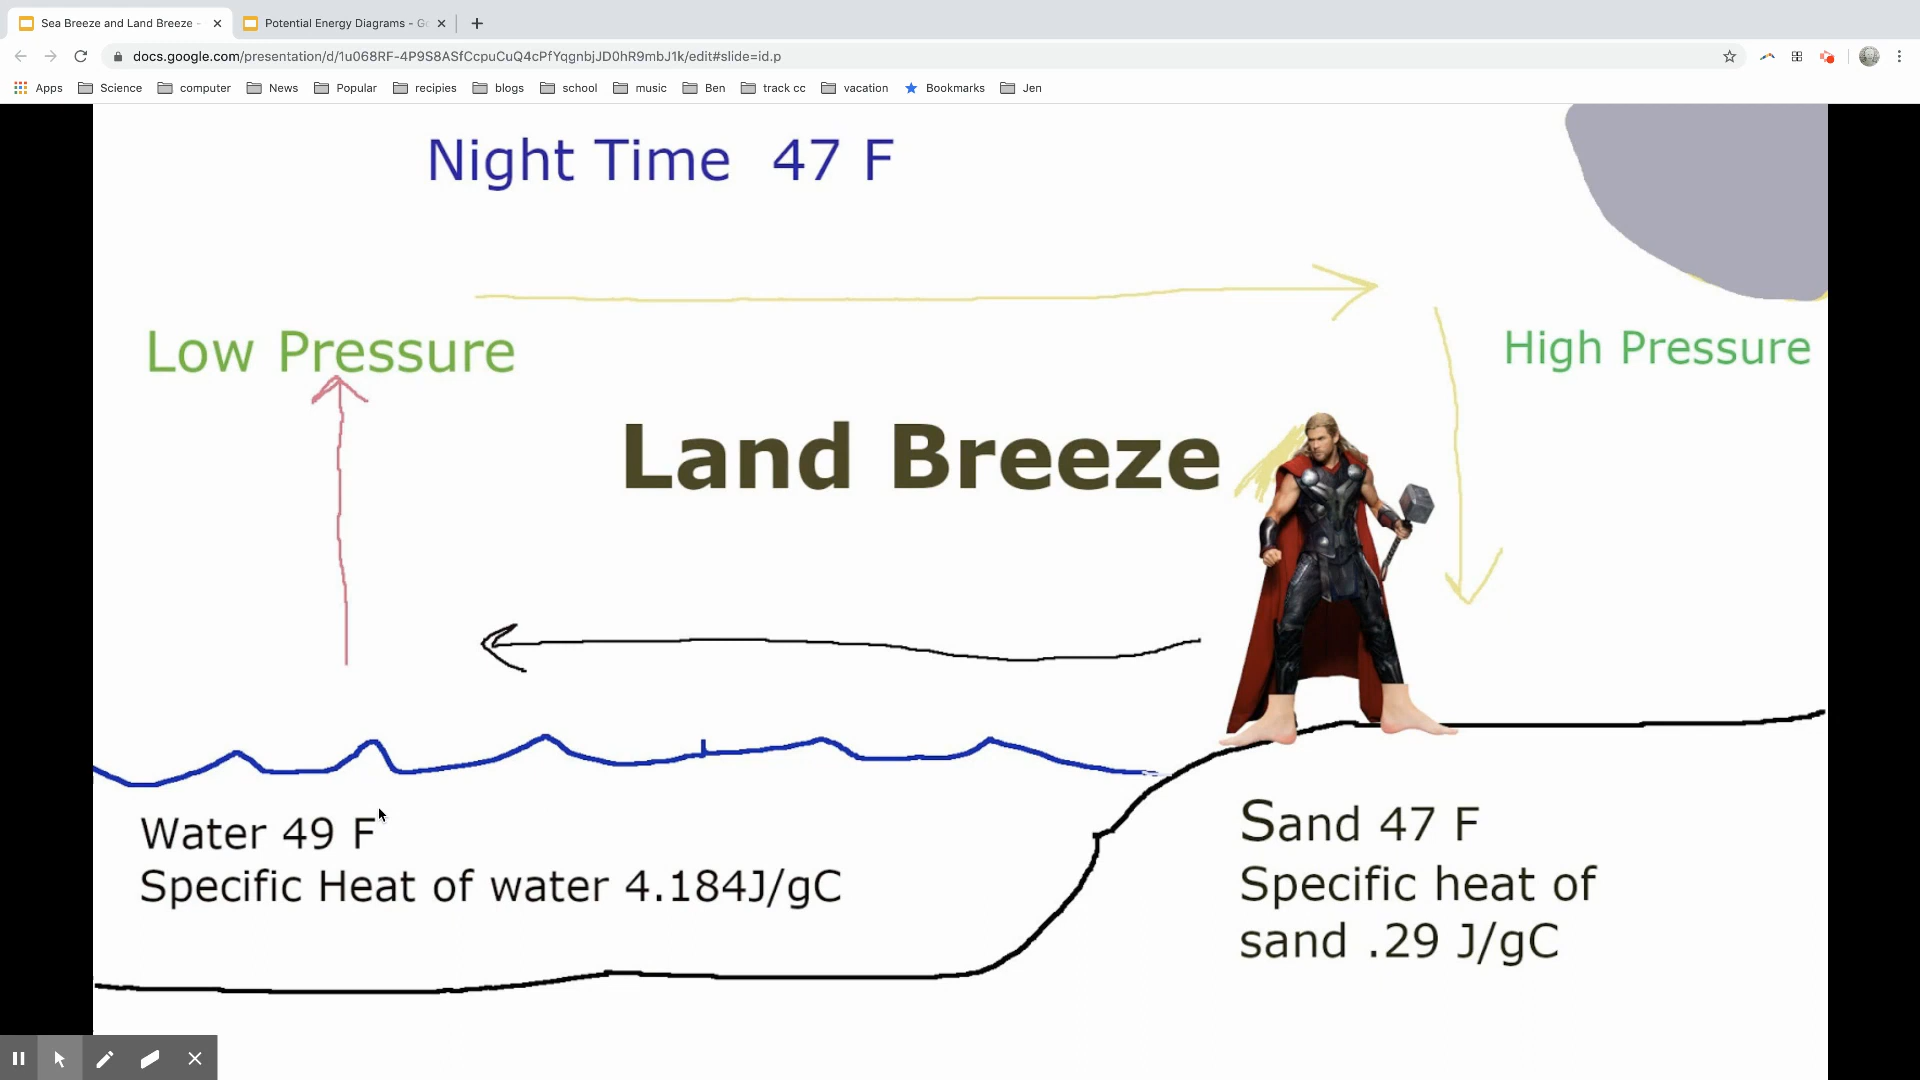 Sea Breeze and Land Breeze -
Potential Energy Diagrams - Go
docs.google.com/presentation/d/1u068RF-4P9S8ASfCcpuCuQ4cPfYqgnbjJD0hR9mbJ1k/edit#slide=id.p
Apps Science computer News Popular recipies blogs school music Ben track cc vacation Bookmarks Jen
Night Time 47 F
Low Pressure
High Pressure
Land Breeze
Water 49 F
Specific Heat of water 4.184J/gC
Sand 47 F
Specific heat of
sand .29 J/gC